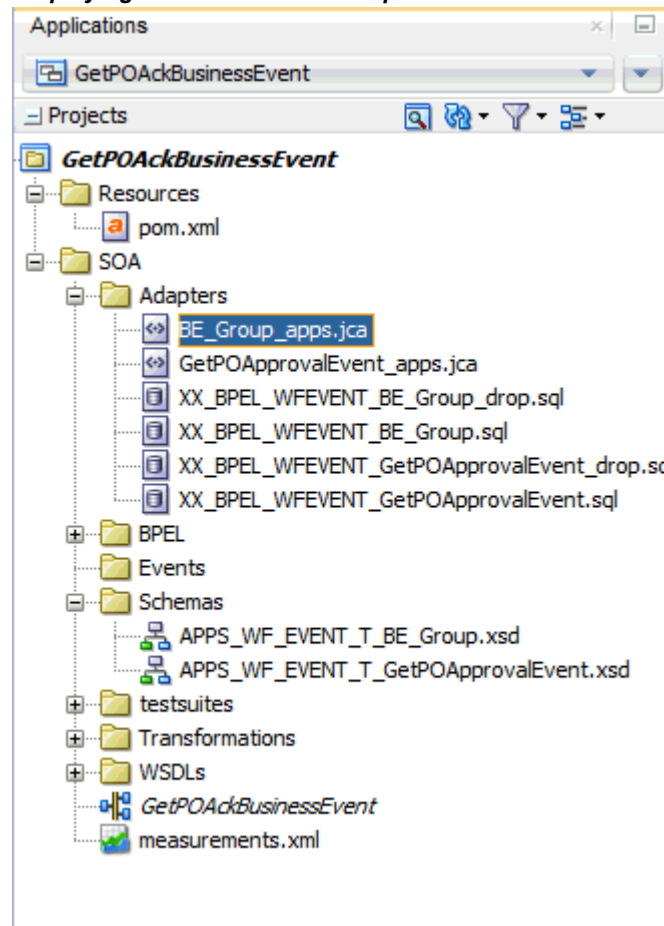 Applications
GetPOAckBusinessEvent
Projects
GetPOAckBusinessEvent
Resources
pom.xml
SOA
Adapters
BE_Group_apps.jca
GetPOApprovalEvent_apps.jca
XX_BPEL_WFEVENT_BE_Group_drop.sql
XX_BPEL_WFEVENT_BE_Group.sql
XX_BPEL_WFEVENT_GetPOApprovalEvent_drop.sq
XX_BPEL_WFEVENT_GetPOApprovalEvent.sql
BPEL
Events
Schemas
APPS_WF_EVENT_T_BE_Group.xsd
APPS_WF_EVENT_T_GetPOApprovalEvent.xsd
testsuites
Transformations
WSDLs
GetPOAckBusinessEvent
measurements.xml